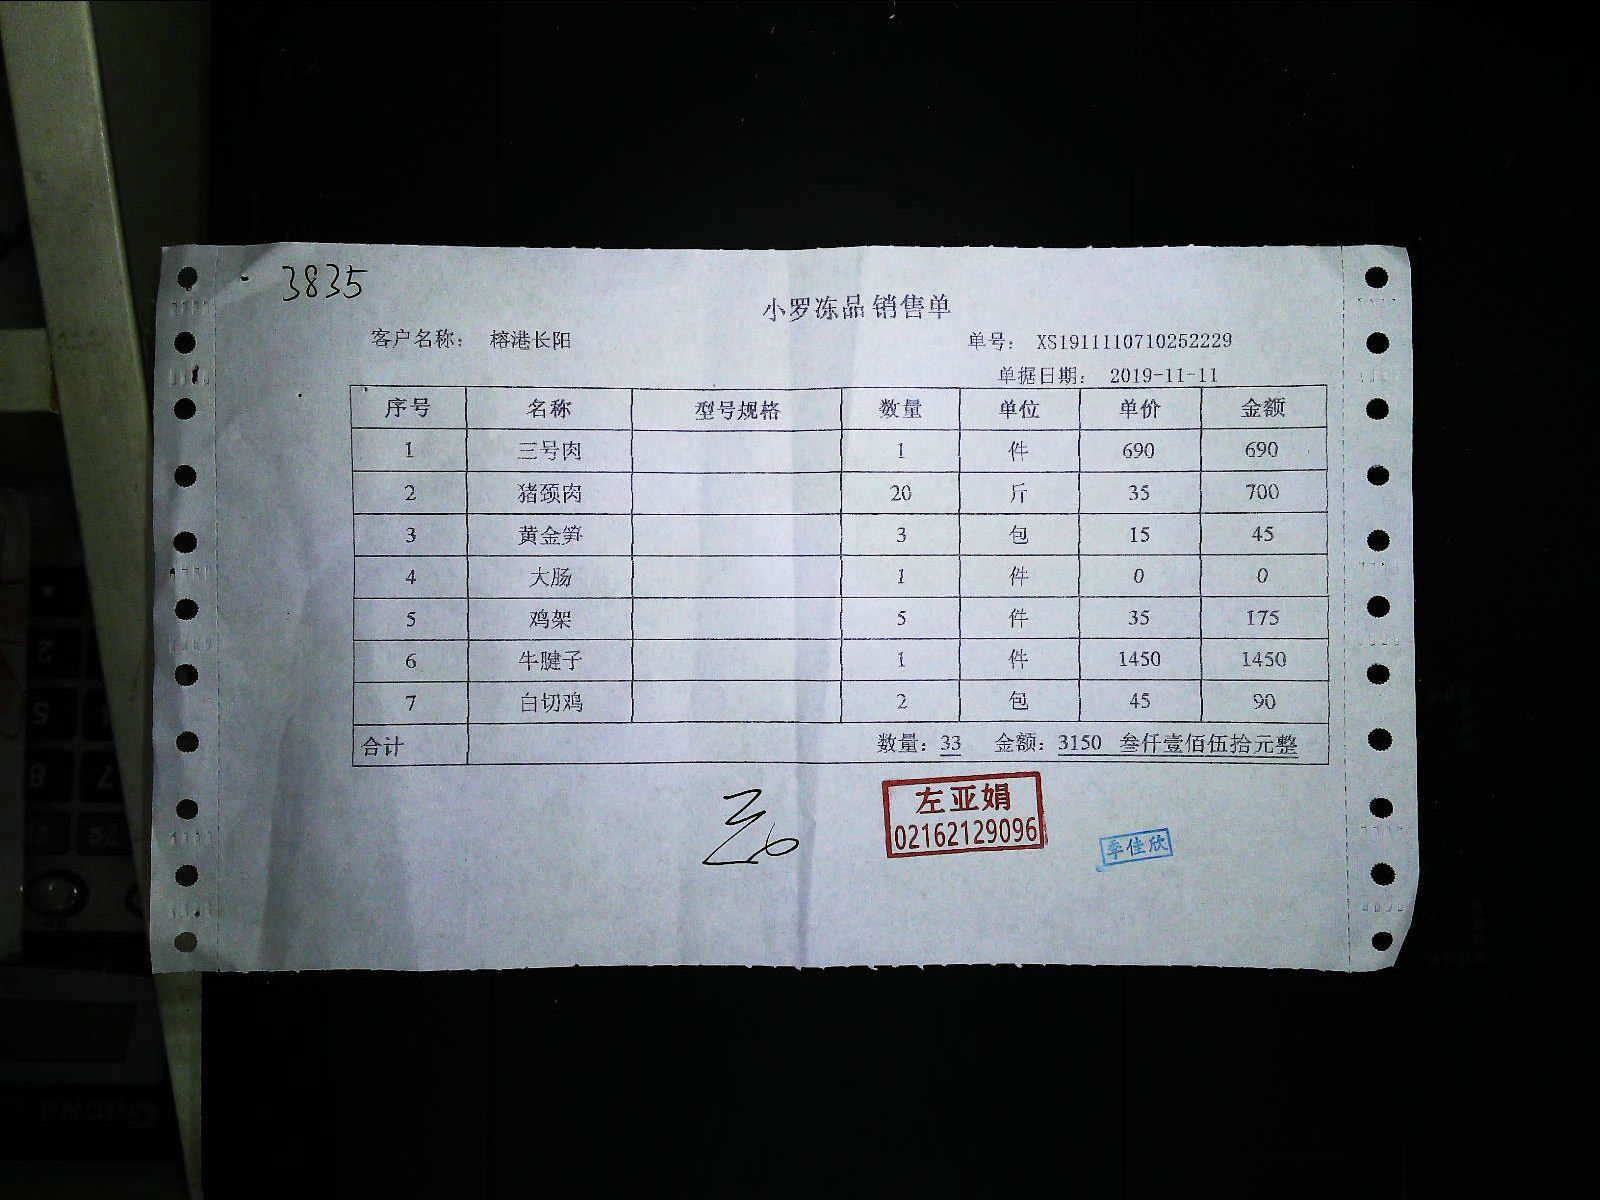 3835
小罗冻品 销售单
客户名称： 榕港长阳 单号： XS1911110710252229
单据日期： 2019-11-11
序号 名称 型号规格 数量 单位 单价 金额
1 三号肉 1 件 690 690
2 猪颈肉 20 斤 35 700
3 黄金笋 3 包 15 45
4 大肠 1 件 0 0
5 鸡架 5 件 35 175
6 牛腱子 1 件 1450 1450
7 白切鸡 2 包 45 90
合计 数量：33 金额：3150 叁仟壹佰伍拾元整
左亚娟
02162129096
季佳欣